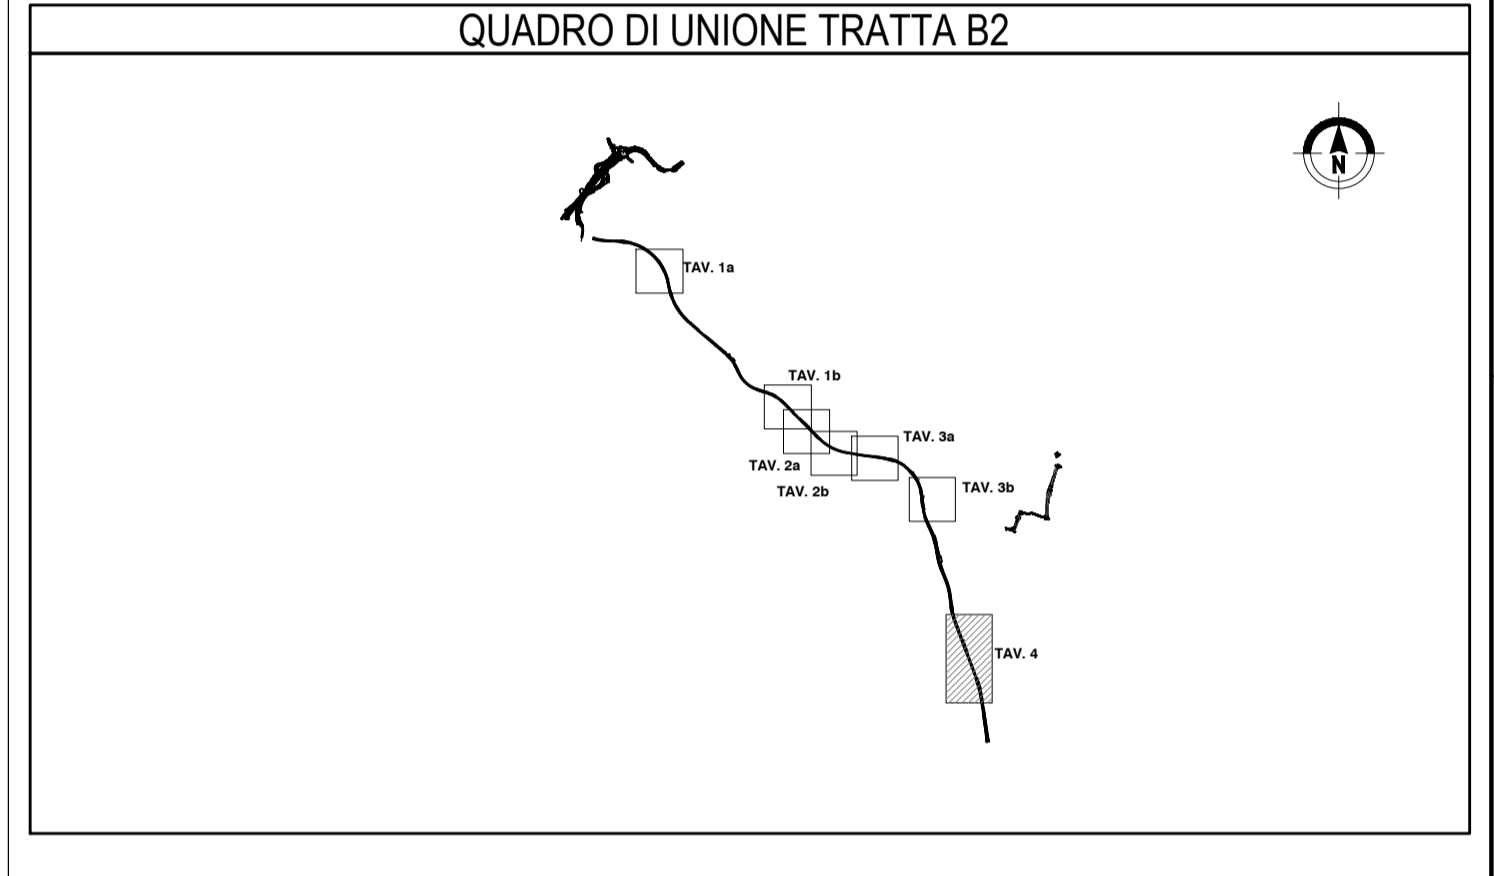 QUADRO DI UNIONE TRATTA B2
N
TAV. 1a
TAV. 1b
TAV. 3a
TAV. 2a
TAV. 2b
TAV. 3b
TAV. 4